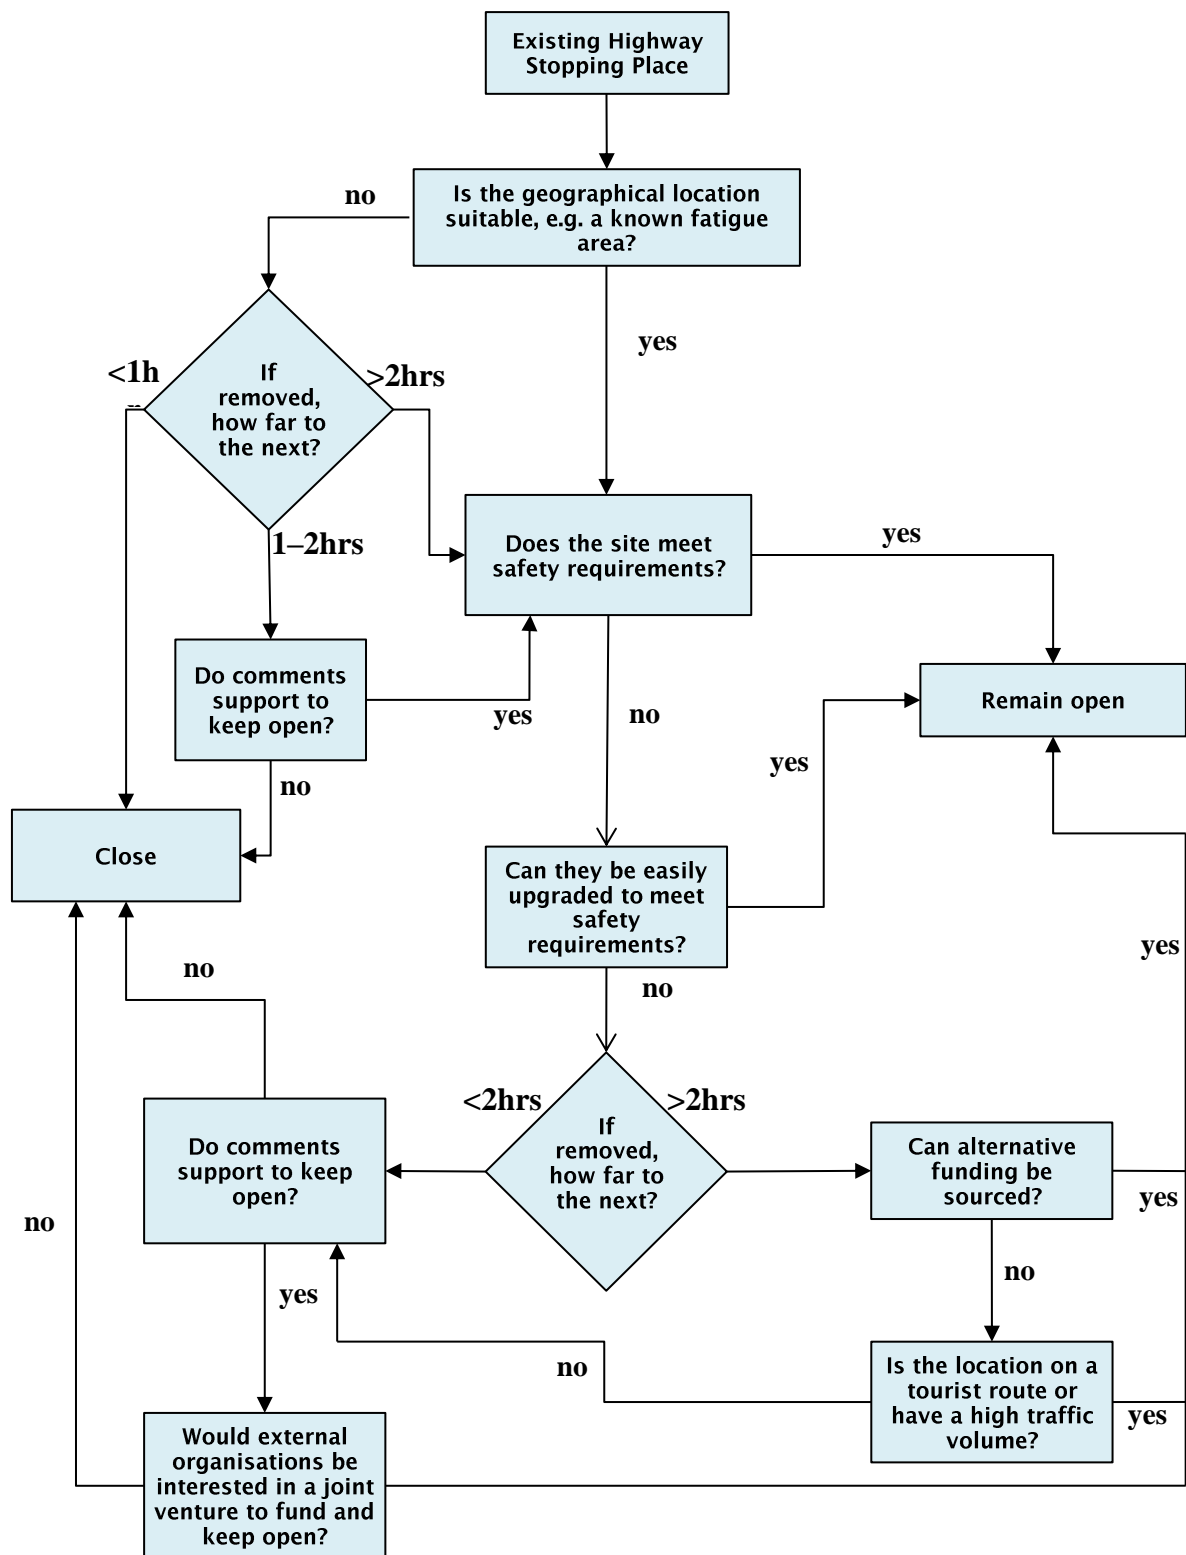 Existing Highway
Stopping Place
no
Is the geographical location
suitable, e.g. a known fatigue
area?
yes
<1h
If
removed,
how far to
the next?
>2hrs
1–2hrs
Does the site meet
safety requirements?
yes
Do comments
support to
keep open?
yes
no
Remain open
yes
no
Close
Can they be easily
upgraded to meet
safety
requirements?
yes
no
no
<2hrs
>2hrs
If
removed,
how far to
the next?
Do comments
support to keep
open?
Can alternative
funding be
sourced?
yes
no
no
yes
no
Is the location on a
tourist route or
have a high traffic
volume?
yes
Would external
organisations be
interested in a joint
venture to fund and
keep open?